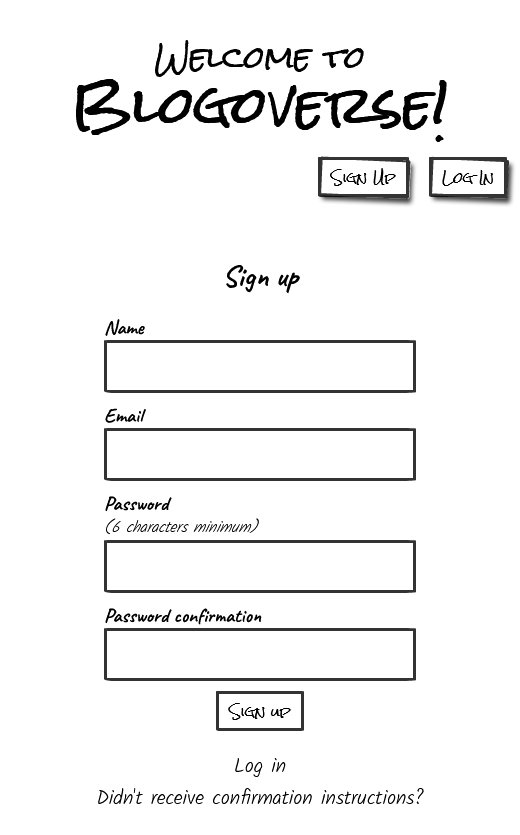 Welcome to
Blogoverse!
Sign Up
Log In
Sign up
Name
Email
Password
(6 characters minimum)
Password confirmation
Sign up
Log in
Didn't receive confirmation instructions?